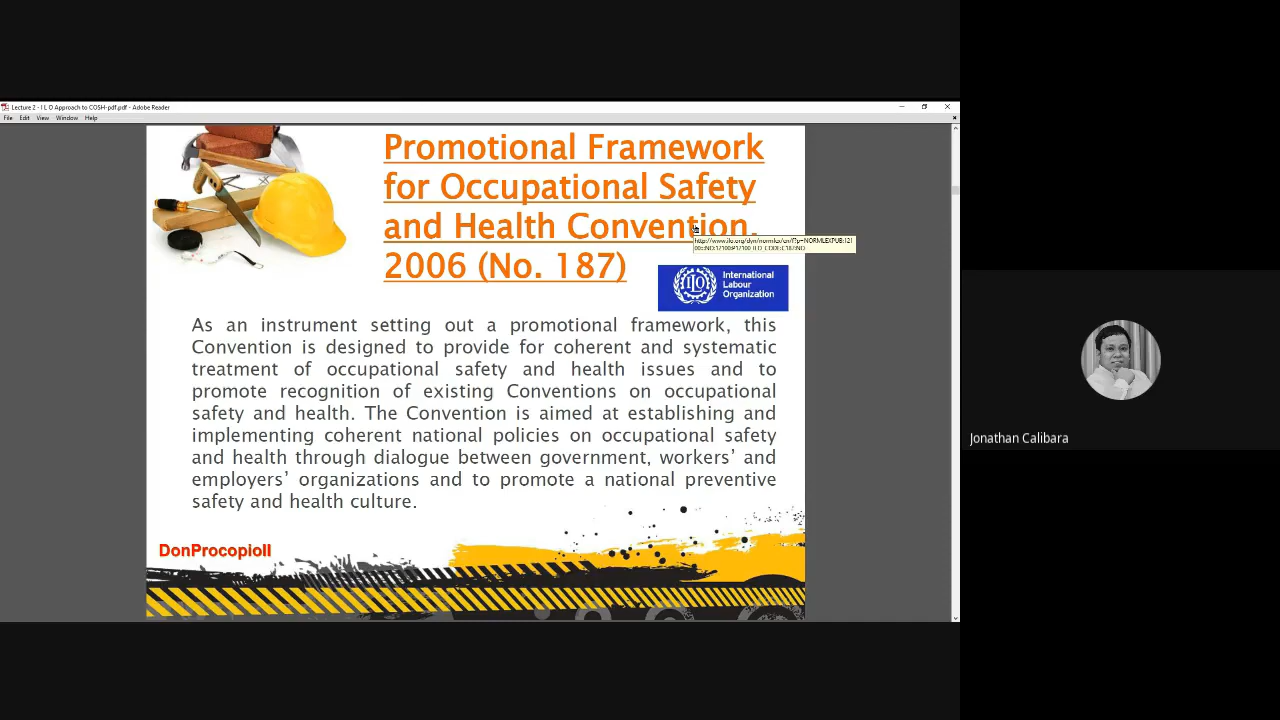 Lecture 2 - I L O Approach to COSH-pdf.pdf - Adobe Reader
File Edit View Window Help
Promotional Framework
for Occupational Safety
and Health Convention,
2006 (No. 187)
International
Labour
Organization
As an instrument setting out a promotional framework, this
Convention is designed to provide for coherent and systematic
treatment of occupational safety and health issues and to
promote recognition of existing Conventions on occupational
safety and health. The Convention is aimed at establishing and
implementing coherent national policies on occupational safety
and health through dialogue between government, workers’ and
employers’ organizations and to promote a national preventive
safety and health culture.
DonProcopioII
Jonathan Calibara